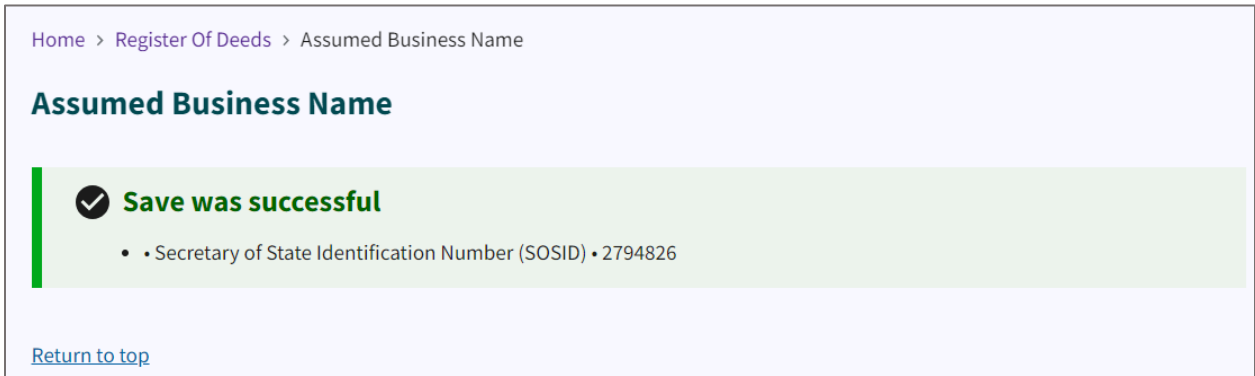 Home > Register Of Deeds > Assumed Business Name
Assumed Business Name
Save was successful
• • Secretary of State Identification Number (SOSID) • 2794826
Return to top